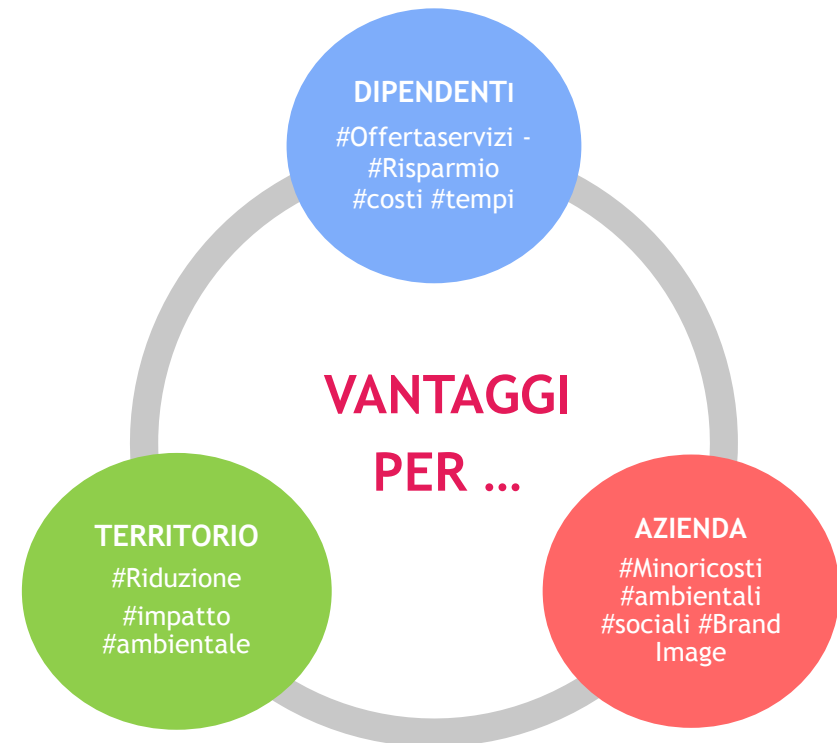 DIPENDENTI
#Offertaservizi -
#Risparmio
#costi #tempi
VANTAGGI
PER …
TERRITORIO
#Riduzione
#impatto
#ambientale
AZIENDA
#Minoricosti
#ambientali
#sociali #Brand
Image